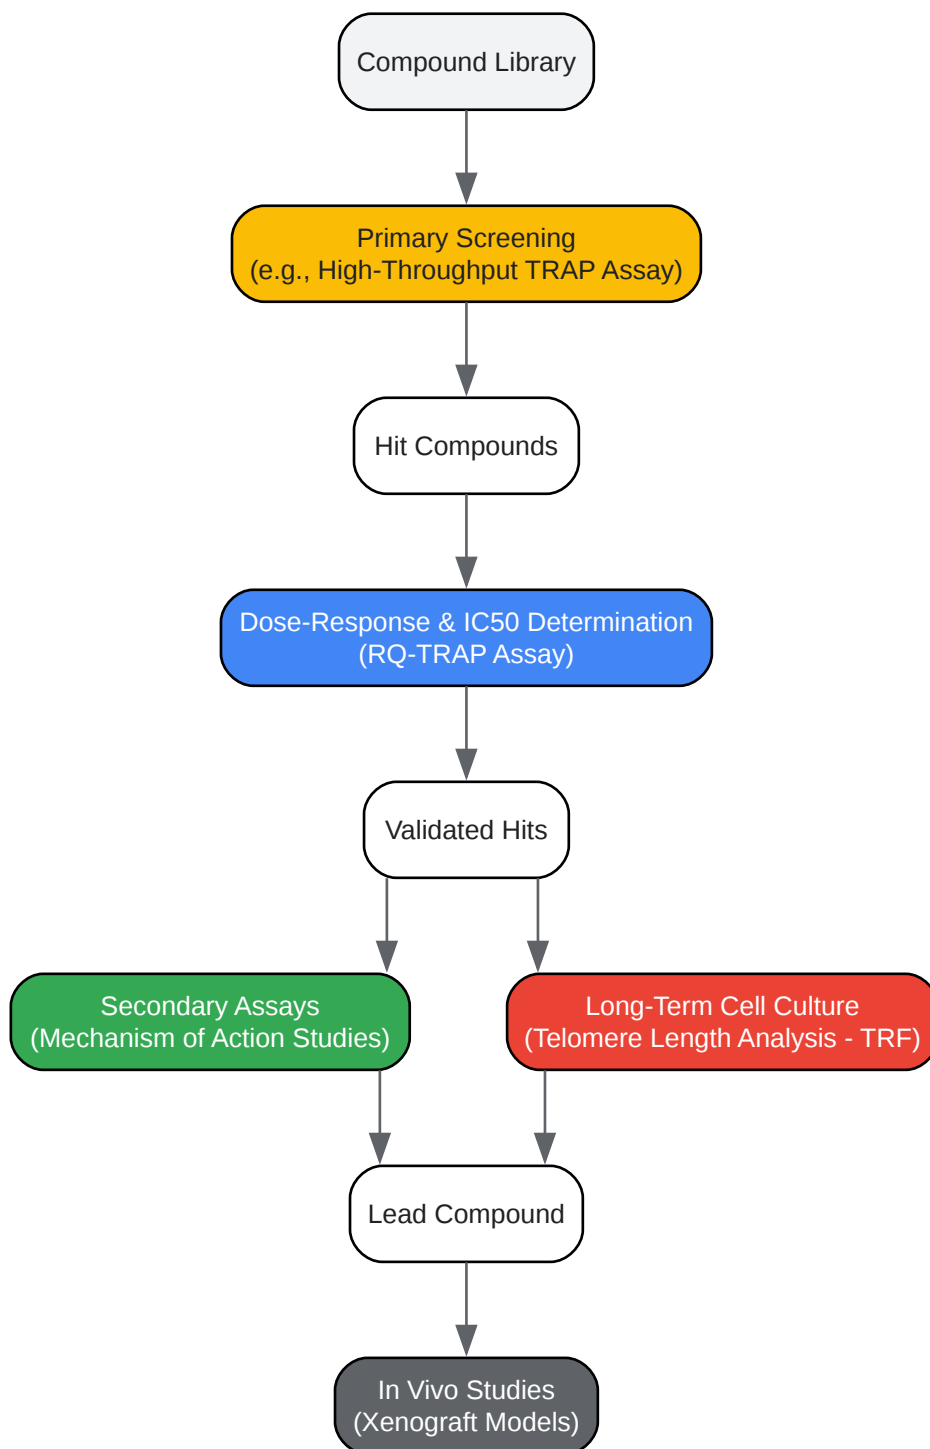 Compound Library
Primary Screening
(e.g., High-Throughput TRAP Assay)
Hit Compounds
Dose-Response & IC50 Determination
(RQ-TRAP Assay)
Validated Hits
Secondary Assays
(Mechanism of Action Studies)
Long-Term Cell Culture
(Telomere Length Analysis - TRF)
Lead Compound
In Vivo Studies
(Xenograft Models)